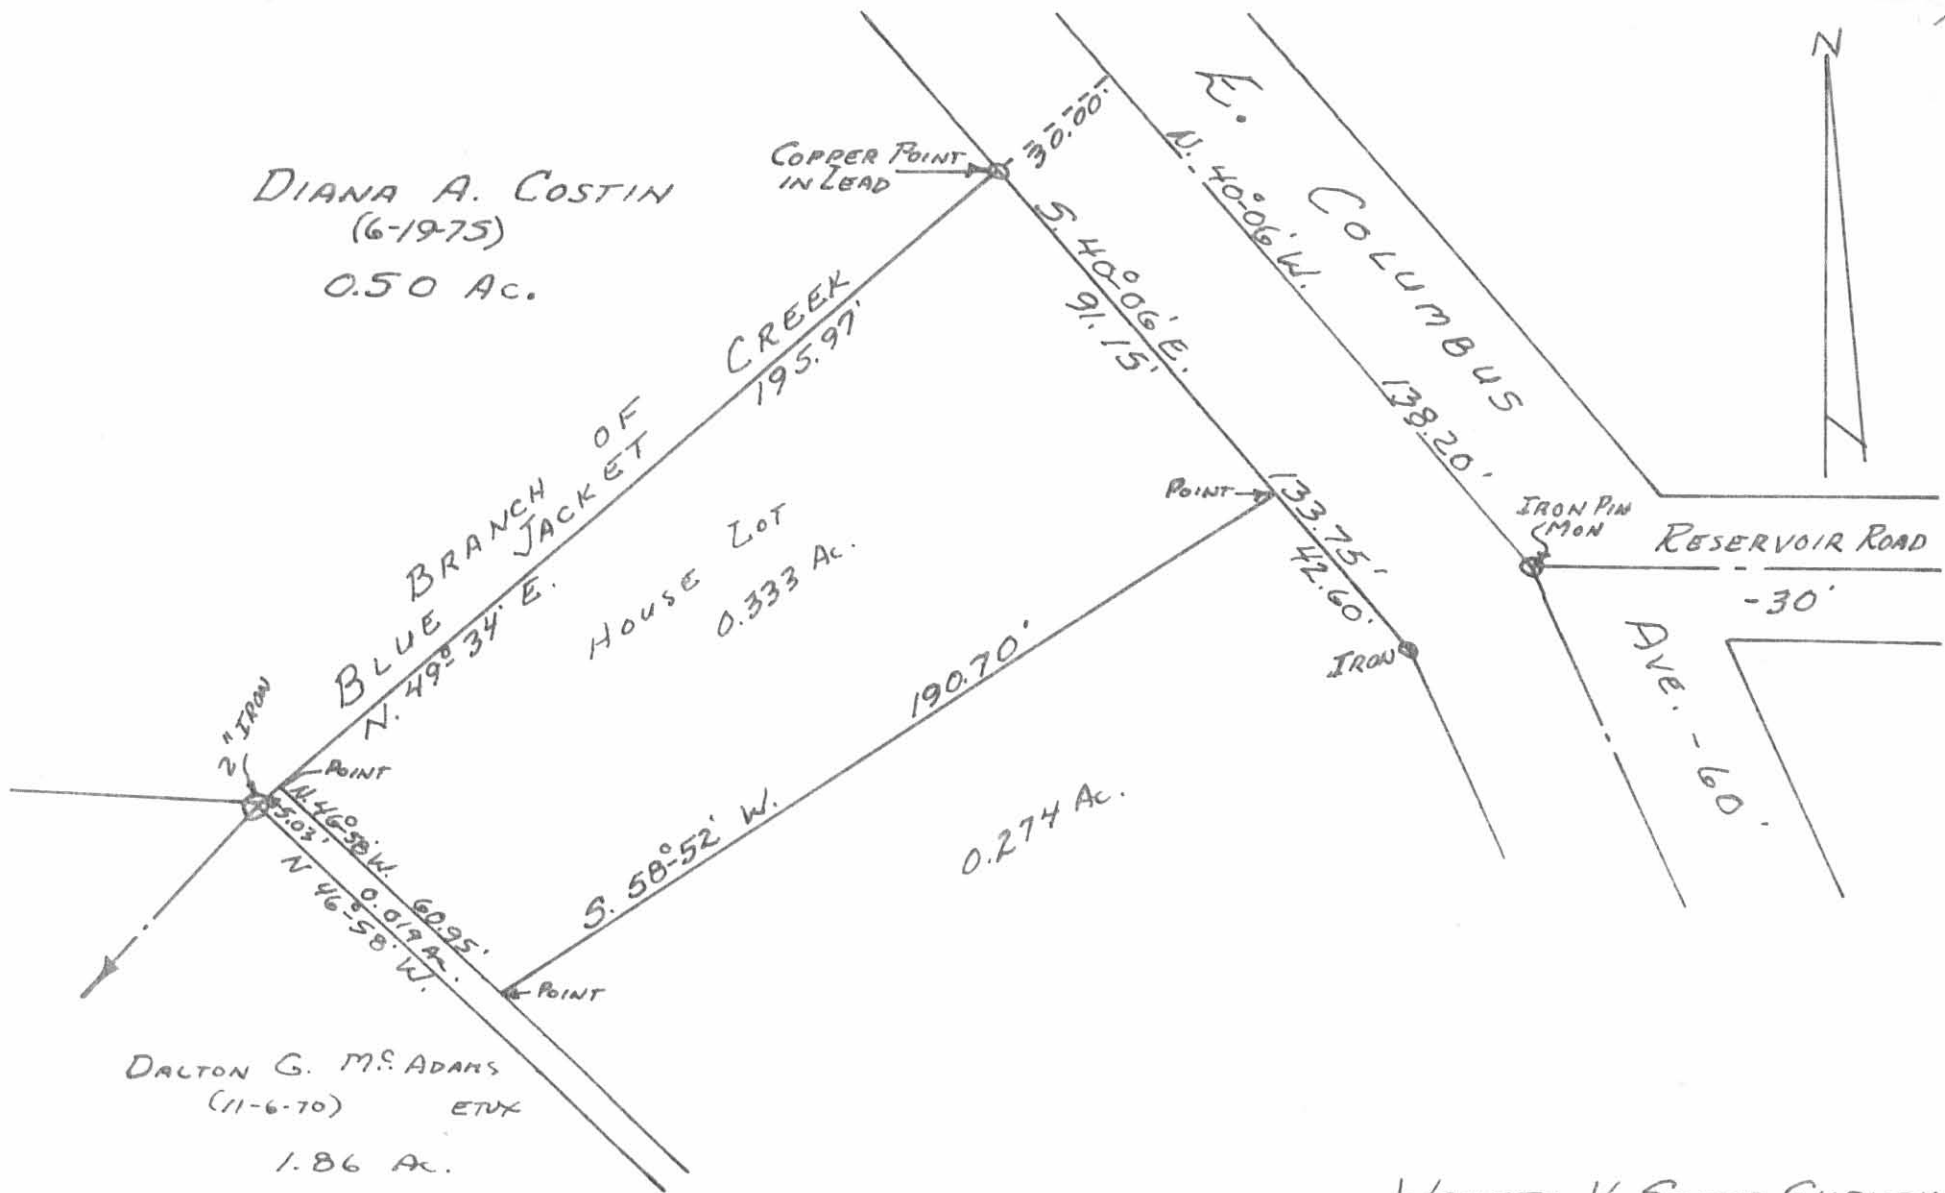 N
E. COLUMBUS
AVE. - 60'
30.00'
N. 40°-06' W.
138.20'
COPPER POINT
IN LEAD
DIANA A. COSTIN
(6-19-75)
0.50 Ac.
S. 40°06' E.
91.15'
BRANCH OF
BLUE JACKET CREEK
195.97'
N. 49°-34' E.
HOUSE LOT
0.333 Ac.
POINT
133.75'
42.60'
IRON PIN
MON
RESERVOIR ROAD
-30'
IRON
190.70'
S. 58°-52' W.
0.274 Ac.
2" IRON
POINT
5.03'
N. 46°-58' W. 60.95'
0.019 Ac.
N 46°-58' W.
POINT
DALTON G. McADAMS
(11-6-70) ETUX
1.86 Ac.